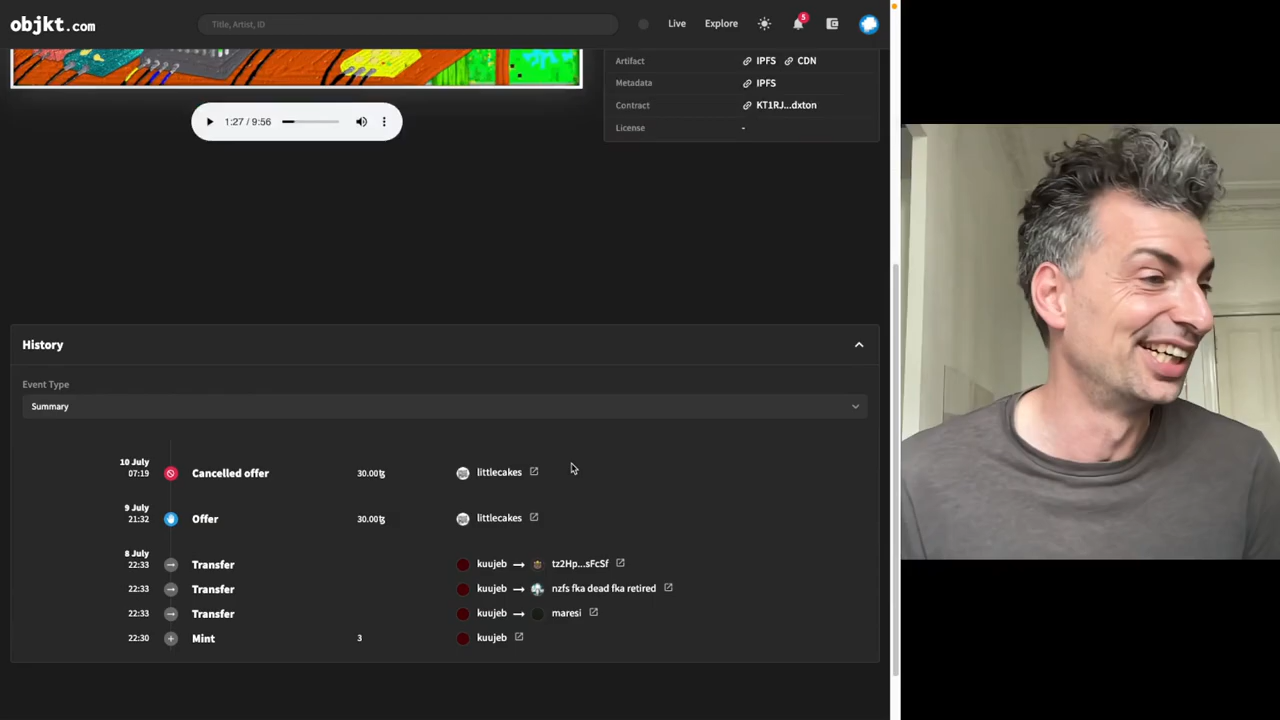 objkt.com
Title, Artist, ID
Live
Explore
5
Artifact IPFS CDN
Metadata IPFS
Contract KT1RJ...dxton
License -
1:27 / 9:56
History
Event Type
Summary
10 July
07:19 Cancelled offer 30.00ꜩ littlecakes
9 July
21:32 Offer 30.00ꜩ littlecakes
8 July
22:33 Transfer kuujeb → tz2Hp...sFcSf
22:33 Transfer kuujeb → nzfs fka dead fka retired
22:33 Transfer kuujeb → maresi
22:30 Mint 3 kuujeb